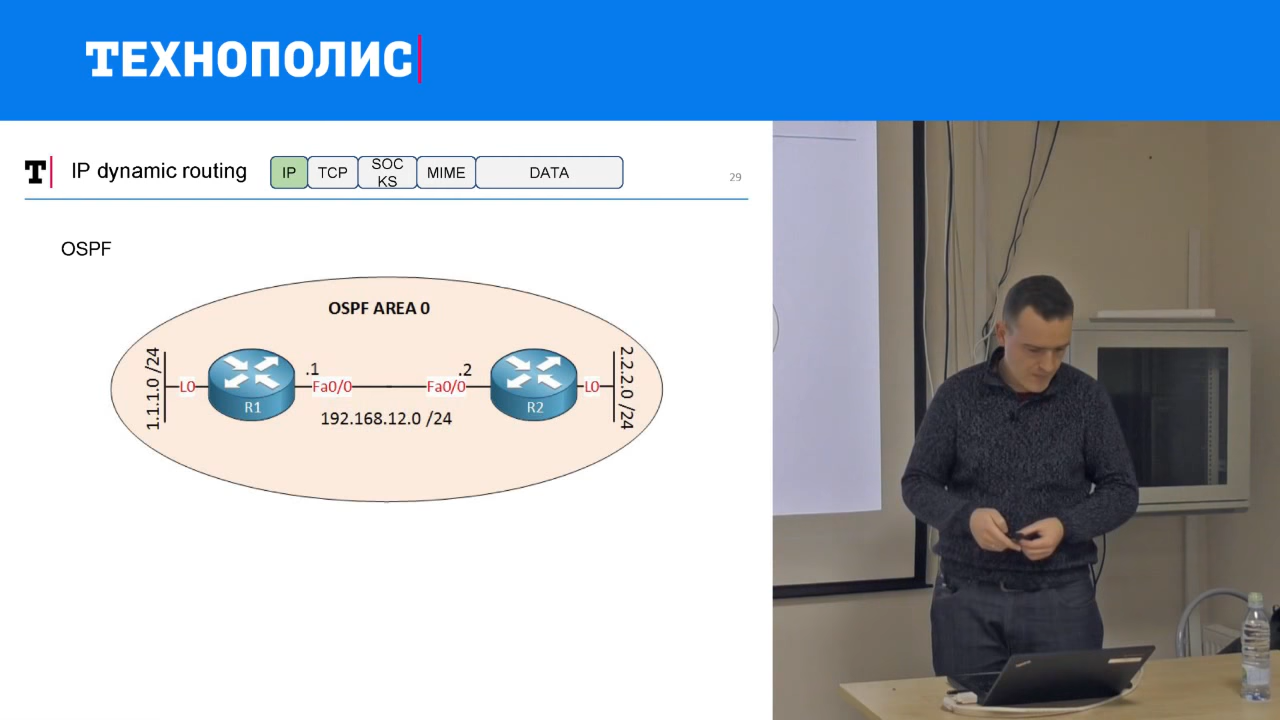 ТЕХНОПОЛИС
T
IP dynamic routing
IP
TCP
SOC
KS
MIME
DATA
29
OSPF
OSPF AREA 0
1.1.1.0 /24
L0
R1
.1
Fa0/0
192.168.12.0 /24
.2
Fa0/0
R2
L0
2.2.2.0 /24